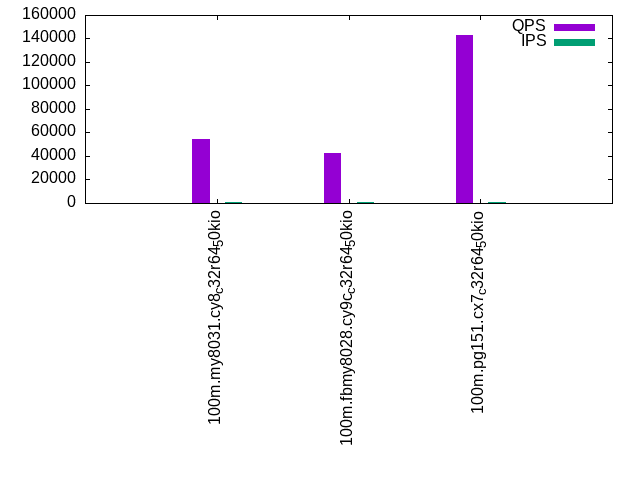 160000
140000
120000
100000
80000
60000
40000
20000
0
QPS
IPS
100m.my8031.cy8c32r6450kio
100m.fbmy8028.cy9cc32r6450kio
100m.pg151.cx7c32r6450kio